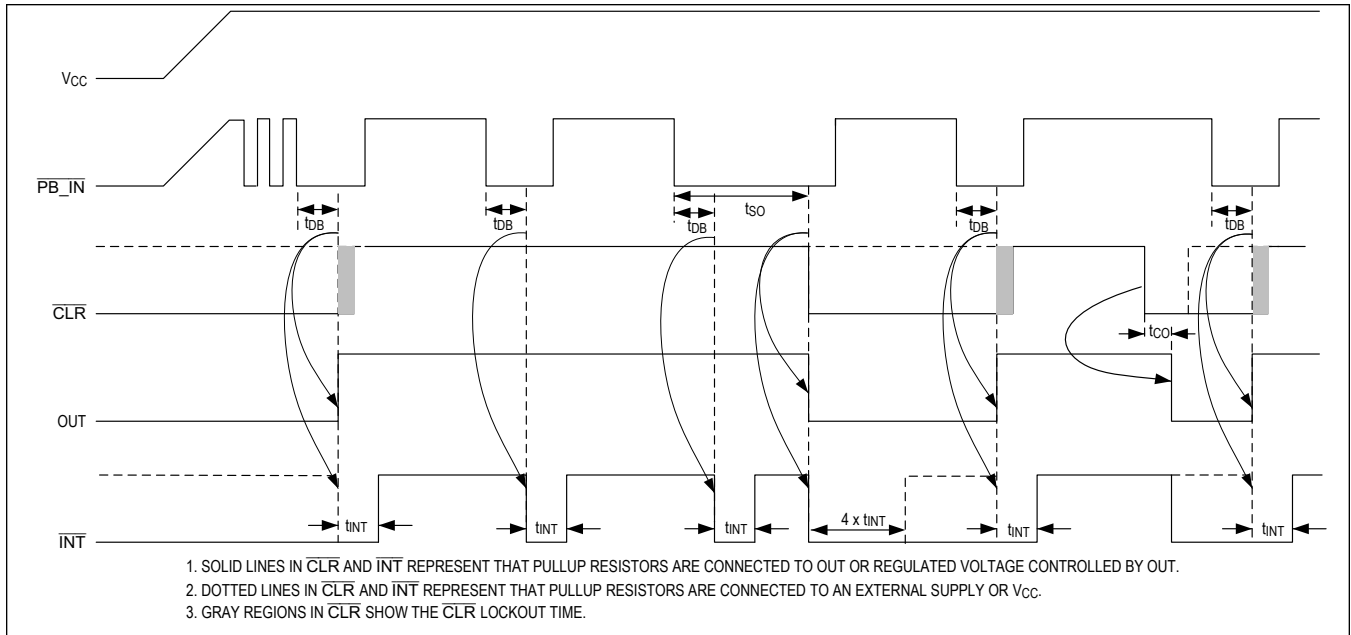 VCC
PB_IN
tDB
tDB
tSO
tDB
tDB
tDB
CLR
tCO
OUT
4 x tINT
tINT
tINT
tINT
tINT
tINT
INT
1. SOLID LINES IN CLR AND INT REPRESENT THAT PULLUP RESISTORS ARE CONNECTED TO OUT OR REGULATED VOLTAGE CONTROLLED BY OUT.
2. DOTTED LINES IN CLR AND INT REPRESENT THAT PULLUP RESISTORS ARE CONNECTED TO AN EXTERNAL SUPPLY OR VCC.
3. GRAY REGIONS IN CLR SHOW THE CLR LOCKOUT TIME.